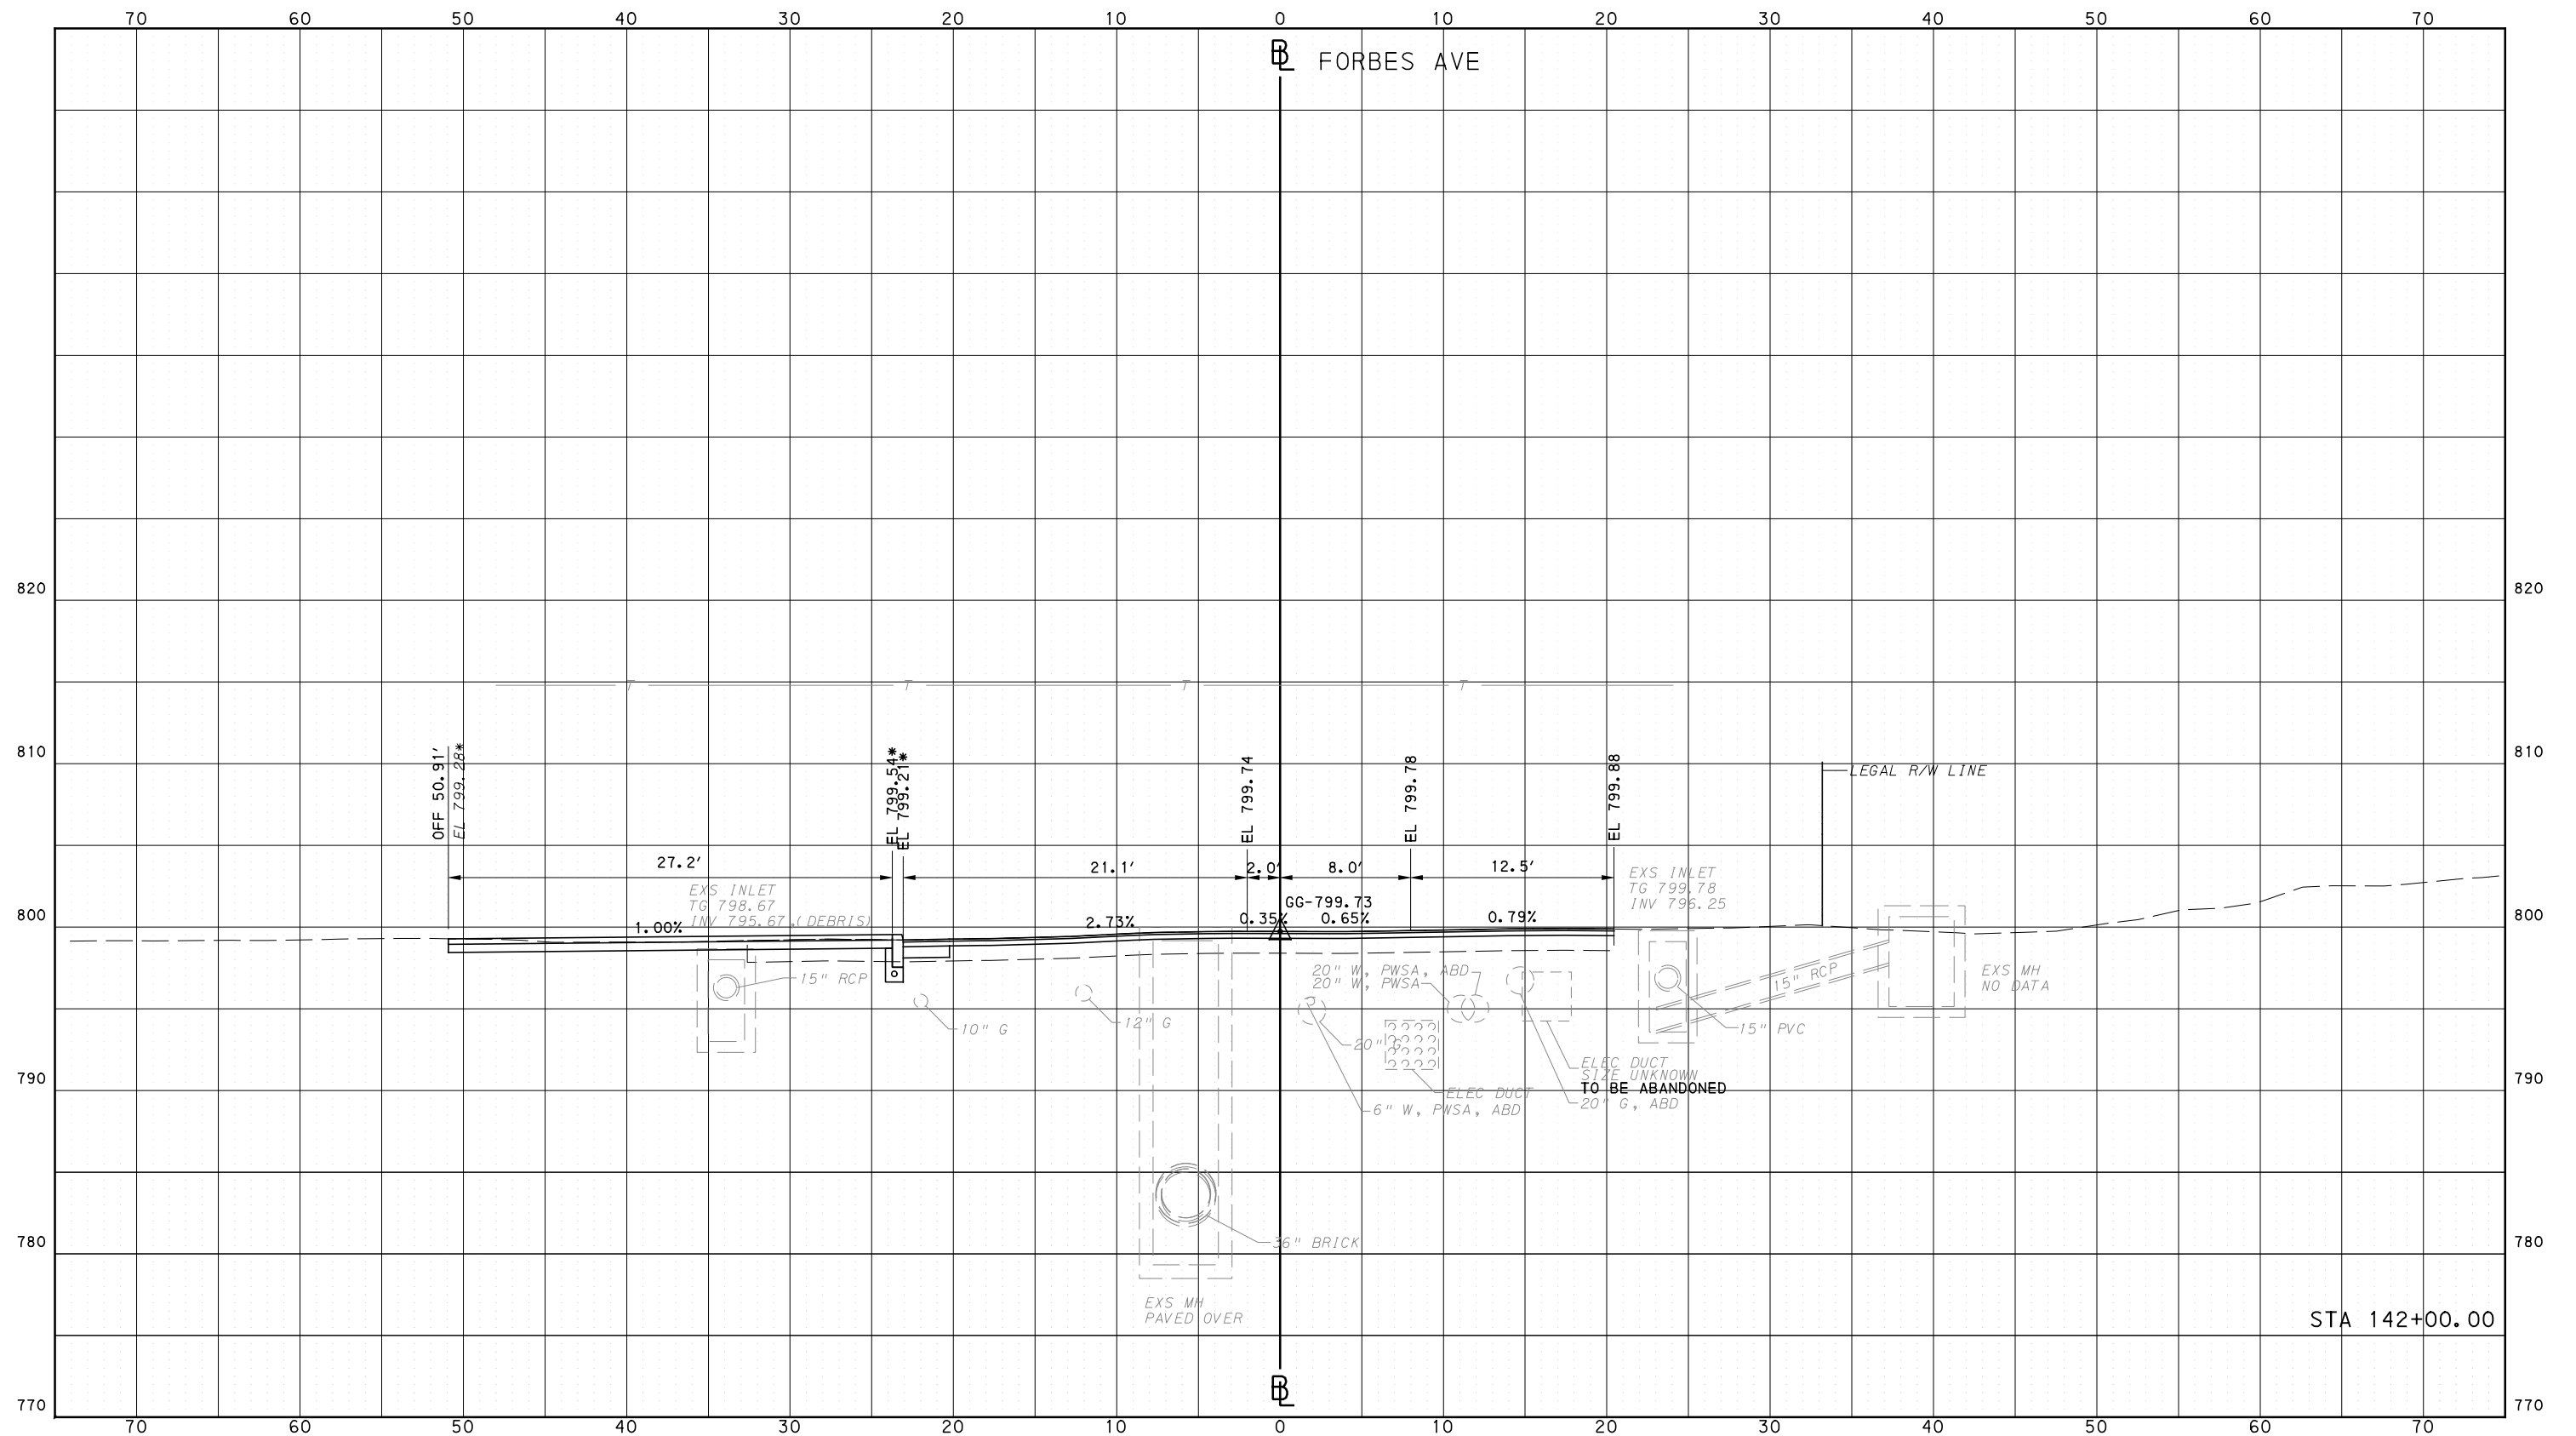 70 60 50 40 30 20 10 0 10 20 30 40 50 60 70
BL FORBES AVE
820 820
T T T T
810 810
OFF 50.91'
EL 799.28*
EL 799.54*
EL 799.21*
EL 799.74
EL 799.78
EL 799.88
LEGAL R/W LINE
27.2' 21.1' 2.0' 8.0' 12.5'
EXS INLET
TG 798.67
INV 795.67 (DEBRIS)
EXS INLET
TG 799.78
INV 796.25
GG-799.73
800 800
1.00% 2.73% 0.35% 0.65% 0.79%
15" RCP
10" G
12" G
20" W, PWSA, ABD
20" W, PWSA
20" G
15" RCP
EXS MH
NO DATA
15" PVC
ELEC DUCT
SIZE UNKNOWN
TO BE ABANDONED
20" G, ABD
790 790
ELEC DUCT
6" W, PWSA, ABD
780 780
36" BRICK
EXS MH
PAVED OVER
STA 142+00.00
BL
770 770
70 60 50 40 30 20 10 0 10 20 30 40 50 60 70